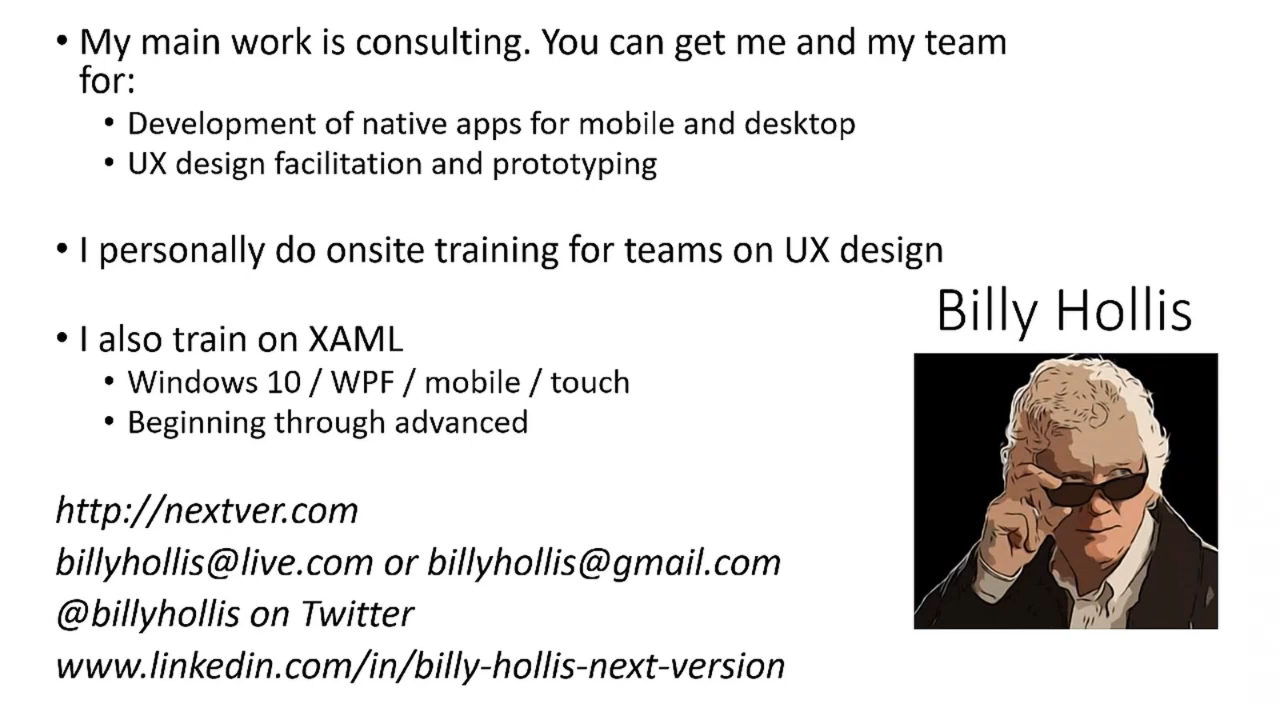 • My main work is consulting. You can get me and my team
for:
• Development of native apps for mobile and desktop
• UX design facilitation and prototyping
• I personally do onsite training for teams on UX design
Billy Hollis
• I also train on XAML
• Windows 10 / WPF / mobile / touch
• Beginning through advanced
http://nextver.com
billyhollis@live.com or billyhollis@gmail.com
@billyhollis on Twitter
www.linkedin.com/in/billy-hollis-next-version